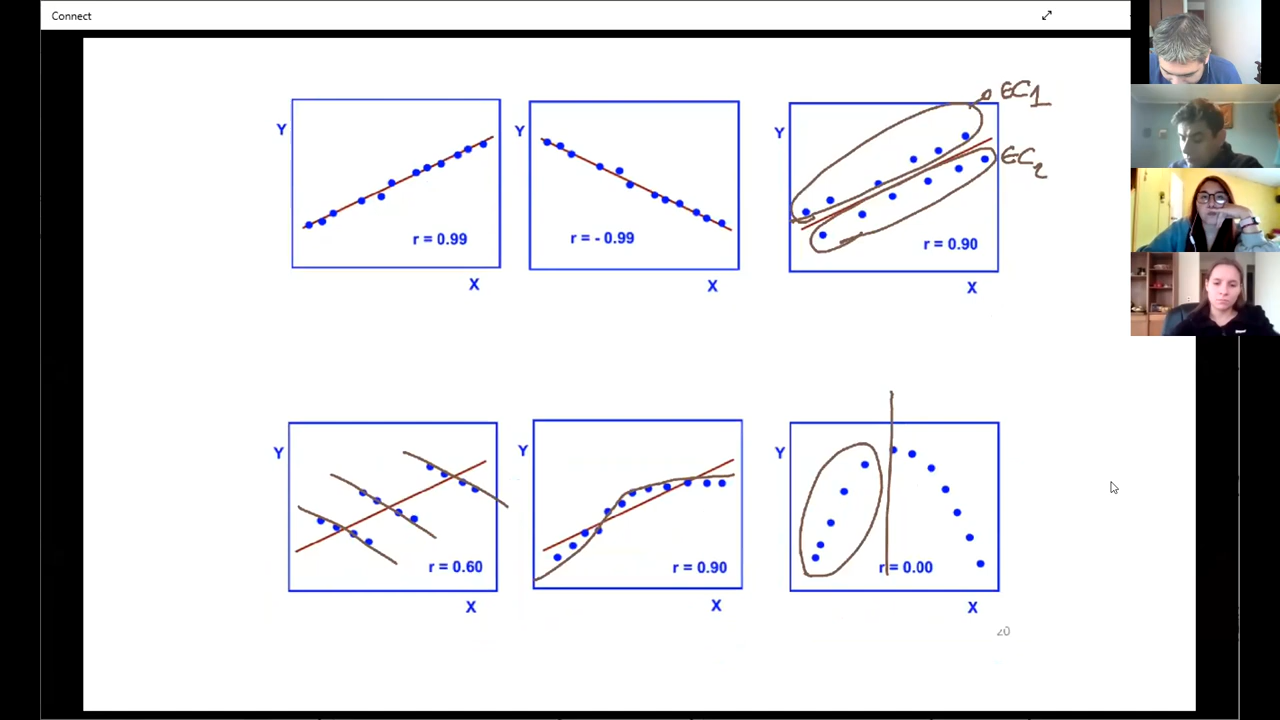 Connect
EC1
Y
Y
Y
EC2
r = 0.99
r = - 0.99
r = 0.90
X
X
X
Y
Y
Y
r = 0.60
r = 0.90
r = 0.00
X
X
X
20